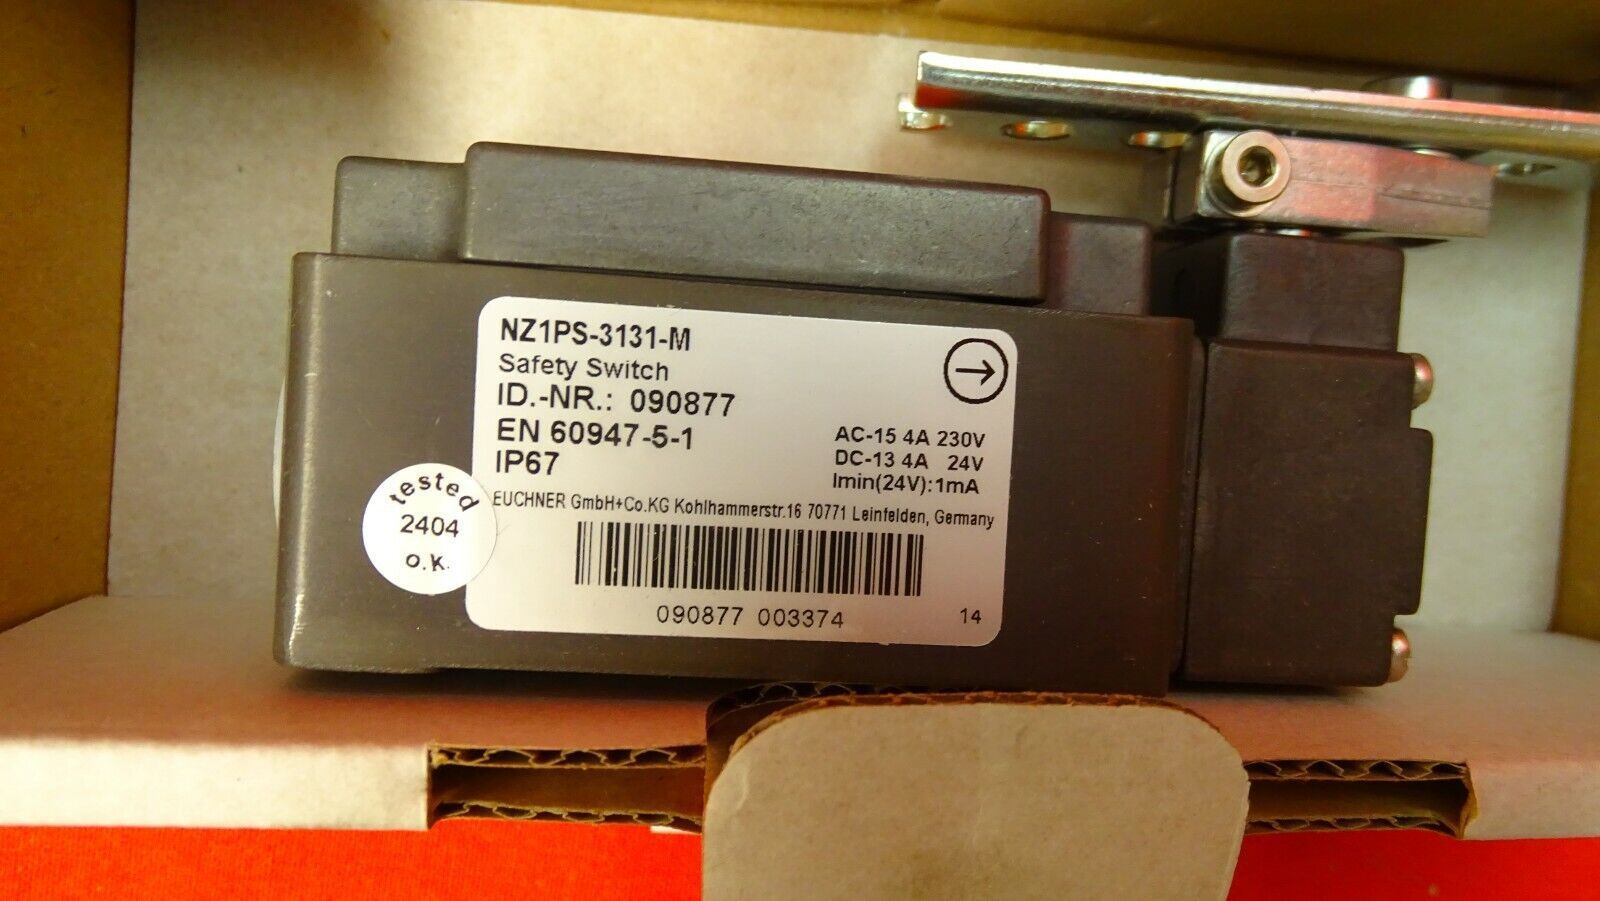 NZ1PS-3131-M
Safety Switch
ID.-NR.: 090877
EN 60947-5-1
IP67
AC-15 4A 230V
DC-13 4A 24V
Imin(24V):1mA
EUCHNER GmbH+Co.KG Kohlhammerstr.16 70771 Leinfelden, Germany
090877 003374
14
tested
2404
o.k.